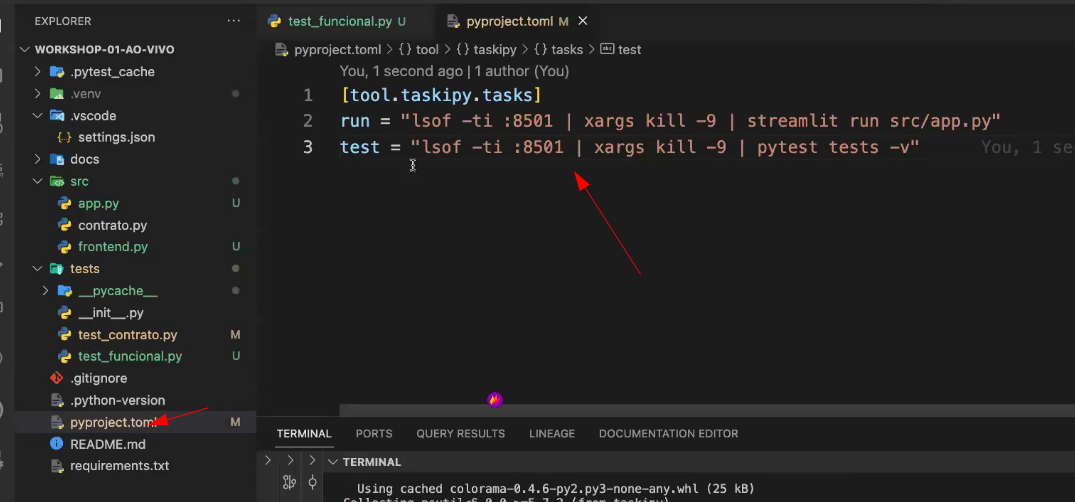 EXPLORER
WORKSHOP-01-AO-VIVO
.pytest_cache
.venv
.vscode
settings.json
docs
src
app.py U
contrato.py
frontend.py U
tests
__pycache__
__init__.py
test_contrato.py M
test_funcional.py U
.gitignore
.python-version
pyproject.toml M
README.md
requirements.txt
test_funcional.py U
pyproject.toml M
pyproject.toml > {} tool > {} taskipy > {} tasks > abc test
You, 1 second ago | 1 author (You)
1 [tool.taskipy.tasks]
2 run = "lsof -ti :8501 | xargs kill -9 | streamlit run src/app.py"
3 test = "lsof -ti :8501 | xargs kill -9 | pytest tests -v" You, 1 se
TERMINAL PORTS QUERY RESULTS LINEAGE DOCUMENTATION EDITOR
TERMINAL
Using cached colorama-0.4.6-py2.py3-none-any.whl (25 kB)